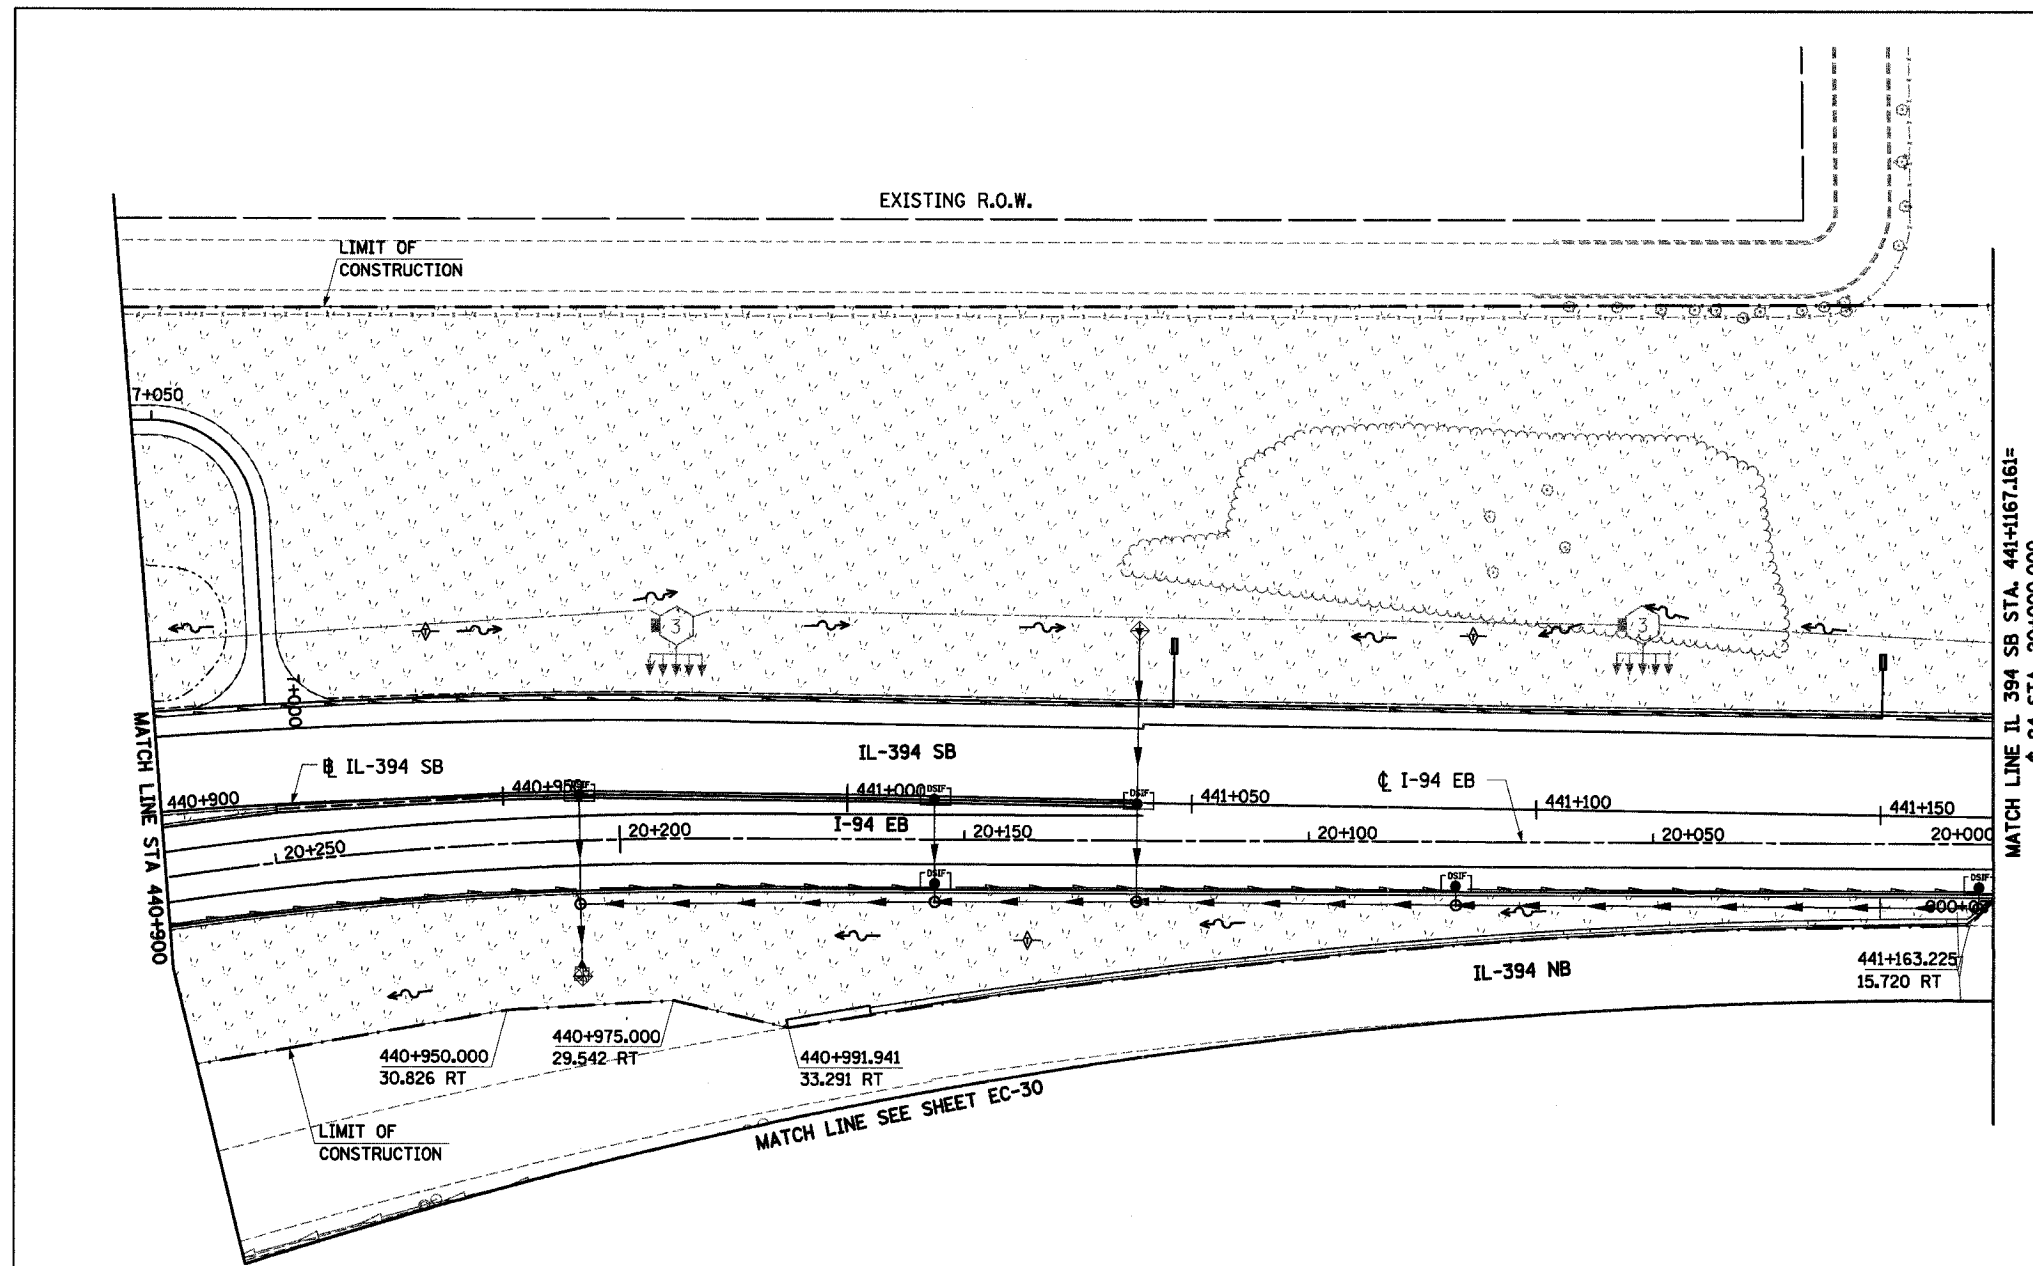 EXISTING R.O.W.
LIMIT OF
CONSTRUCTION
7+050
3
3
7+000
IL-394 SB
IL-394 SB
440+900
440+950
441+000
441+050
441+100
441+150
DSIF
DSIF
DSIF
I-94 EB
I-94 EB
20+250
20+200
20+150
20+100
20+050
20+000
DSIF
DSIF
DSIF
IL-394 NB
441+163.225
15.720 RT
440+950.000
30.826 RT
440+975.000
29.542 RT
440+991.941
33.291 RT
MATCH LINE SEE SHEET EC-30
LIMIT OF
CONSTRUCTION
MATCH LINE STA 440+900
MATCH LINE IL 394 SB STA. 441+1167.161=